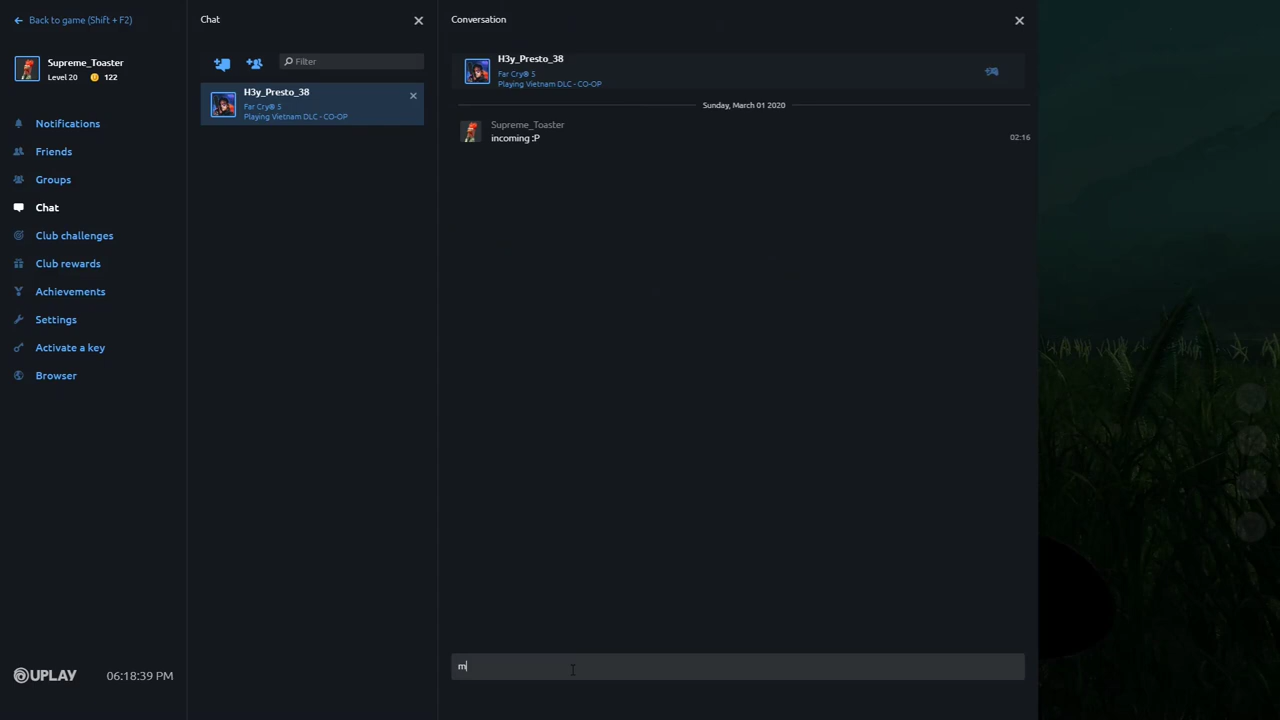 Back to game (Shift + F2)
Supreme_Toaster
Level 20 122
Notifications
Friends
Groups
Chat
Club challenges
Club rewards
Achievements
Settings
Activate a key
Browser
UPLAY 06:18:39 PM
Chat
Filter
H3y_Presto_38
Far Cry® 5
Playing Vietnam DLC - CO-OP
Conversation
H3y_Presto_38
Far Cry® 5
Playing Vietnam DLC - CO-OP
Sunday, March 01 2020
Supreme_Toaster
incoming :P 02:16
m